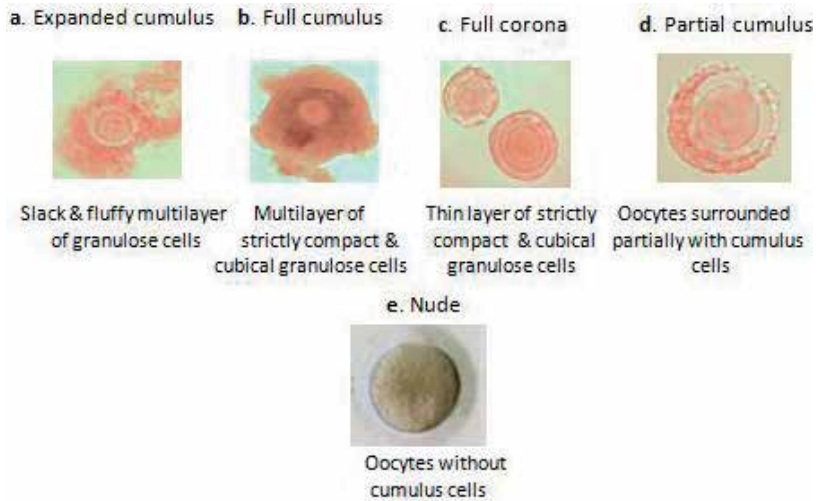 a. Expanded cumulus
b. Full cumulus
c. Full corona
d. Partial cumulus
Slack & fluffy multilayer
of granulose cells
Multilayer of
strictly compact &
cubical granulose cells
Thin layer of strictly
compact & cubical
granulose cells
Oocytes surrounded
partially with cumulus
cells
e. Nude
Oocytes without
cumulus cells